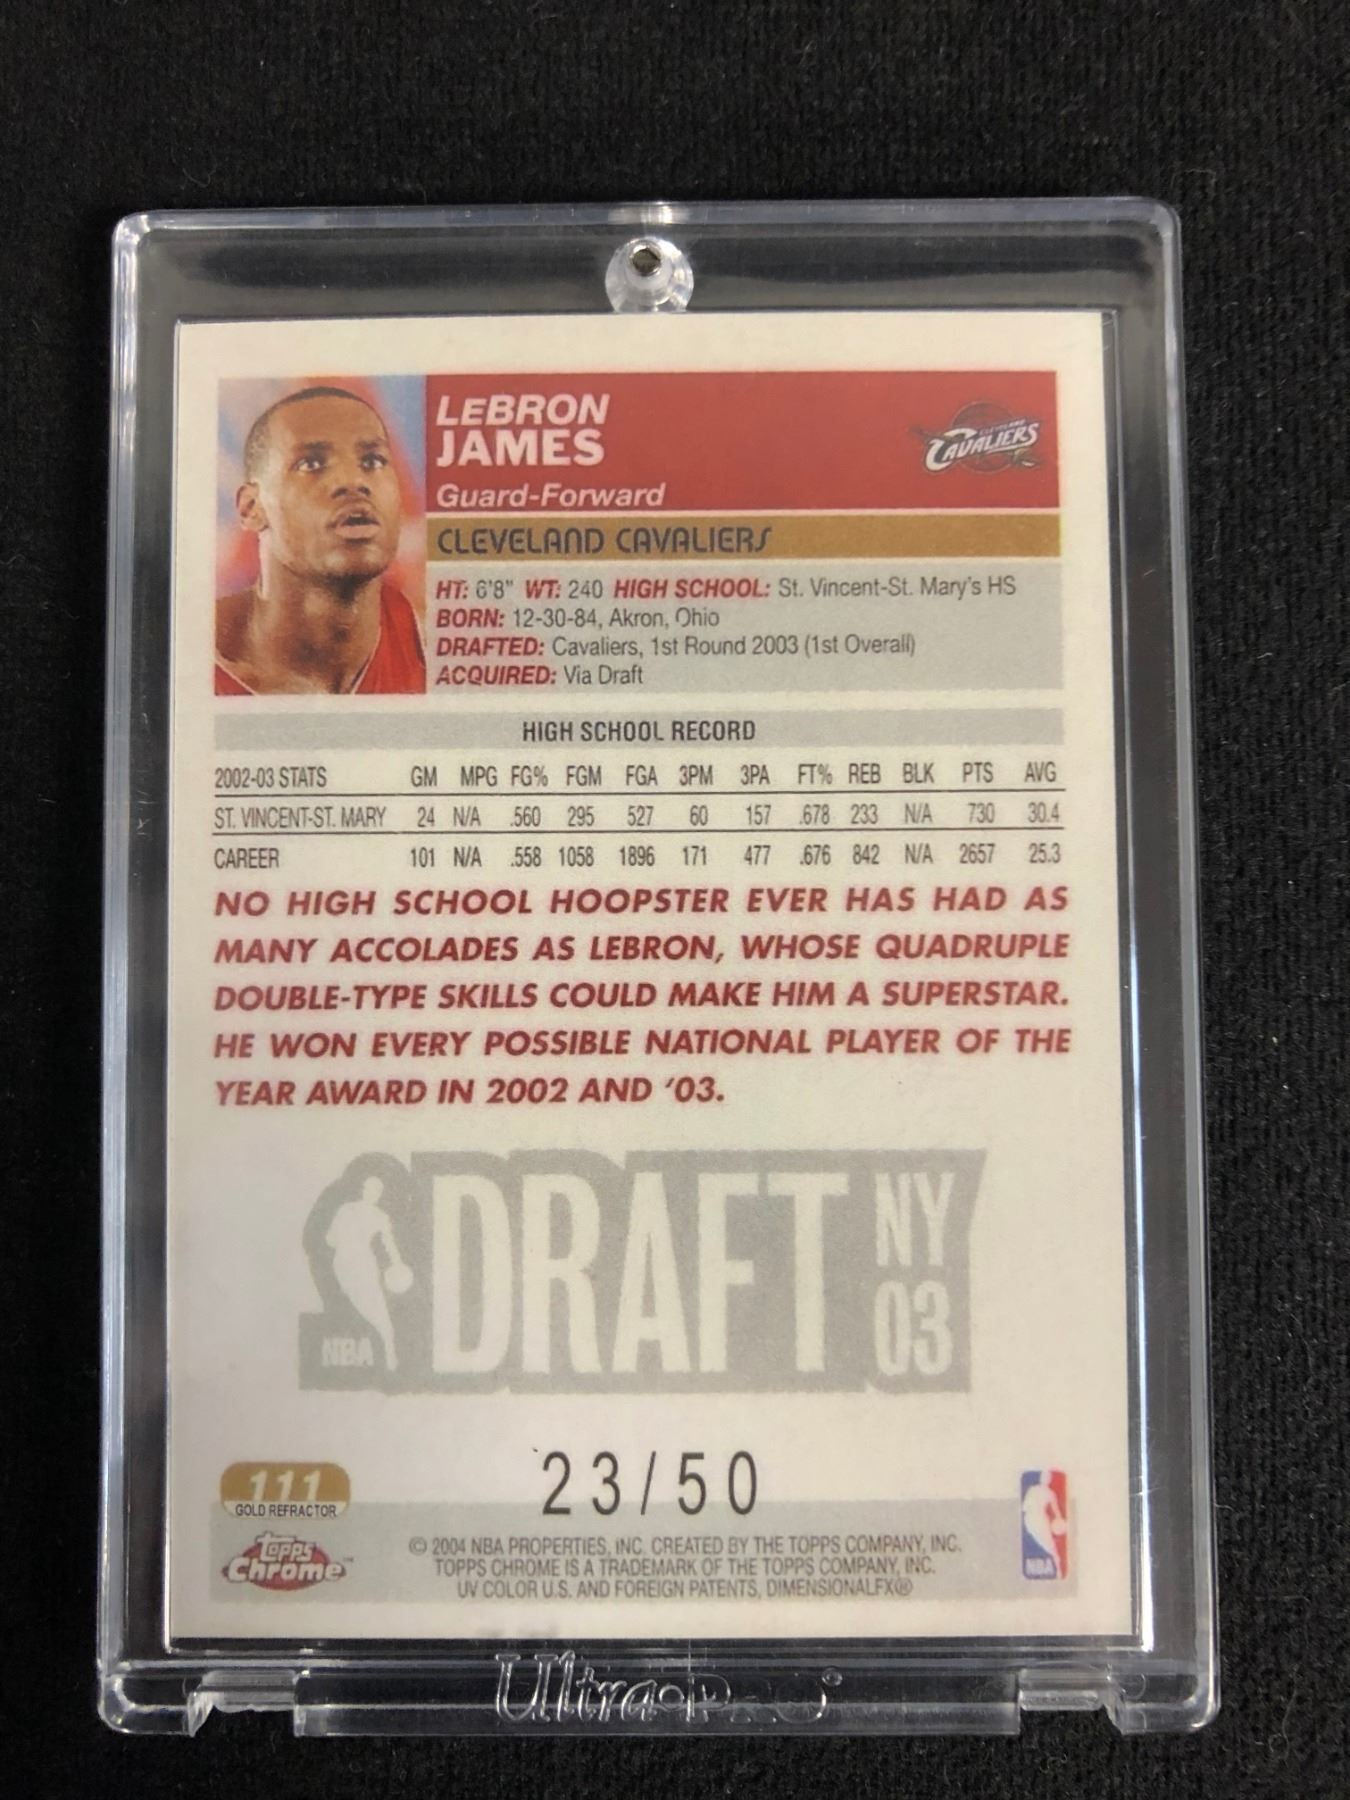 LEBRON
JAMES
Guard-Forward
CLEVELAND CAVALIERS
CLEVELAND
CAVALIERS
HT: 6'8" WT: 240 HIGH SCHOOL: St. Vincent-St. Mary's HS
BORN: 12-30-84, Akron, Ohio
DRAFTED: Cavaliers, 1st Round 2003 (1st Overall)
ACQUIRED: Via Draft
HIGH SCHOOL RECORD
2002-03 STATS GM MPG FG% FGM FGA 3PM 3PA FT% REB BLK PTS AVG
ST. VINCENT-ST. MARY 24 N/A .560 295 527 60 157 .678 233 N/A 730 30.4
CAREER 101 N/A .558 1058 1896 171 477 .676 842 N/A 2657 25.3
NO HIGH SCHOOL HOOPSTER EVER HAS HAD AS
MANY ACCOLADES AS LEBRON, WHOSE QUADRUPLE
DOUBLE-TYPE SKILLS COULD MAKE HIM A SUPERSTAR.
HE WON EVERY POSSIBLE NATIONAL PLAYER OF THE
YEAR AWARD IN 2002 AND '03.
NBA DRAFT NY 03
23/50
111
GOLD REFRACTOR
Topps
Chrome™
© 2004 NBA PROPERTIES, INC. CREATED BY THE TOPPS COMPANY, INC.
TOPPS CHROME IS A TRADEMARK OF THE TOPPS COMPANY, INC.
UV COLOR U.S. AND FOREIGN PATENTS, DIMENSIONALFX®
NBA
Ultra•PRO®